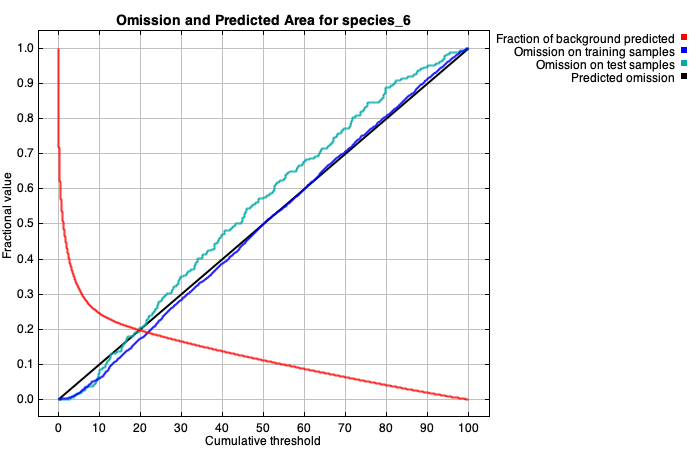 Omission and Predicted Area for species_6
Fraction of background predicted
Omission on training samples
Omission on test samples
Predicted omission
1.0
0.9
0.8
0.7
0.6
0.5
0.4
0.3
0.2
0.1
0.0
Fractional value
0 10 20 30 40 50 60 70 80 90 100
Cumulative threshold